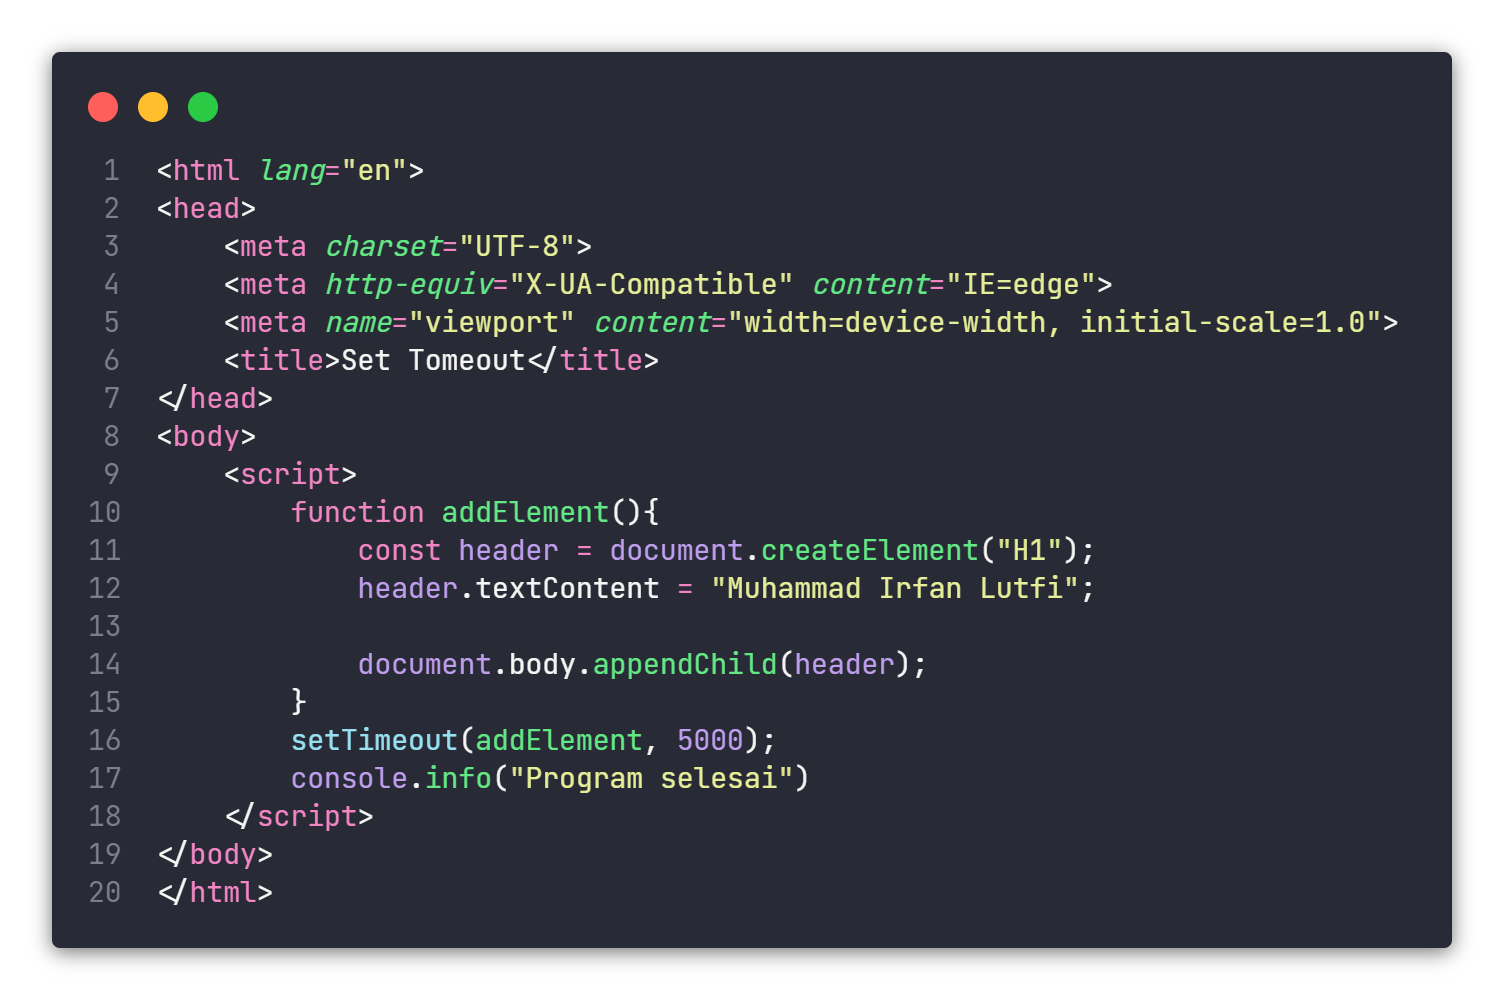 1 <html lang="en">
2 <head>
3     <meta charset="UTF-8">
4     <meta http-equiv="X-UA-Compatible" content="IE=edge">
5     <meta name="viewport" content="width=device-width, initial-scale=1.0">
6     <title>Set Tomeout</title>
7 </head>
8 <body>
9     <script>
10         function addElement(){
11             const header = document.createElement("H1");
12             header.textContent = "Muhammad Irfan Lutfi";
13
14             document.body.appendChild(header);
15         }
16         setTimeout(addElement, 5000);
17         console.info("Program selesai")
18     </script>
19 </body>
20 </html>